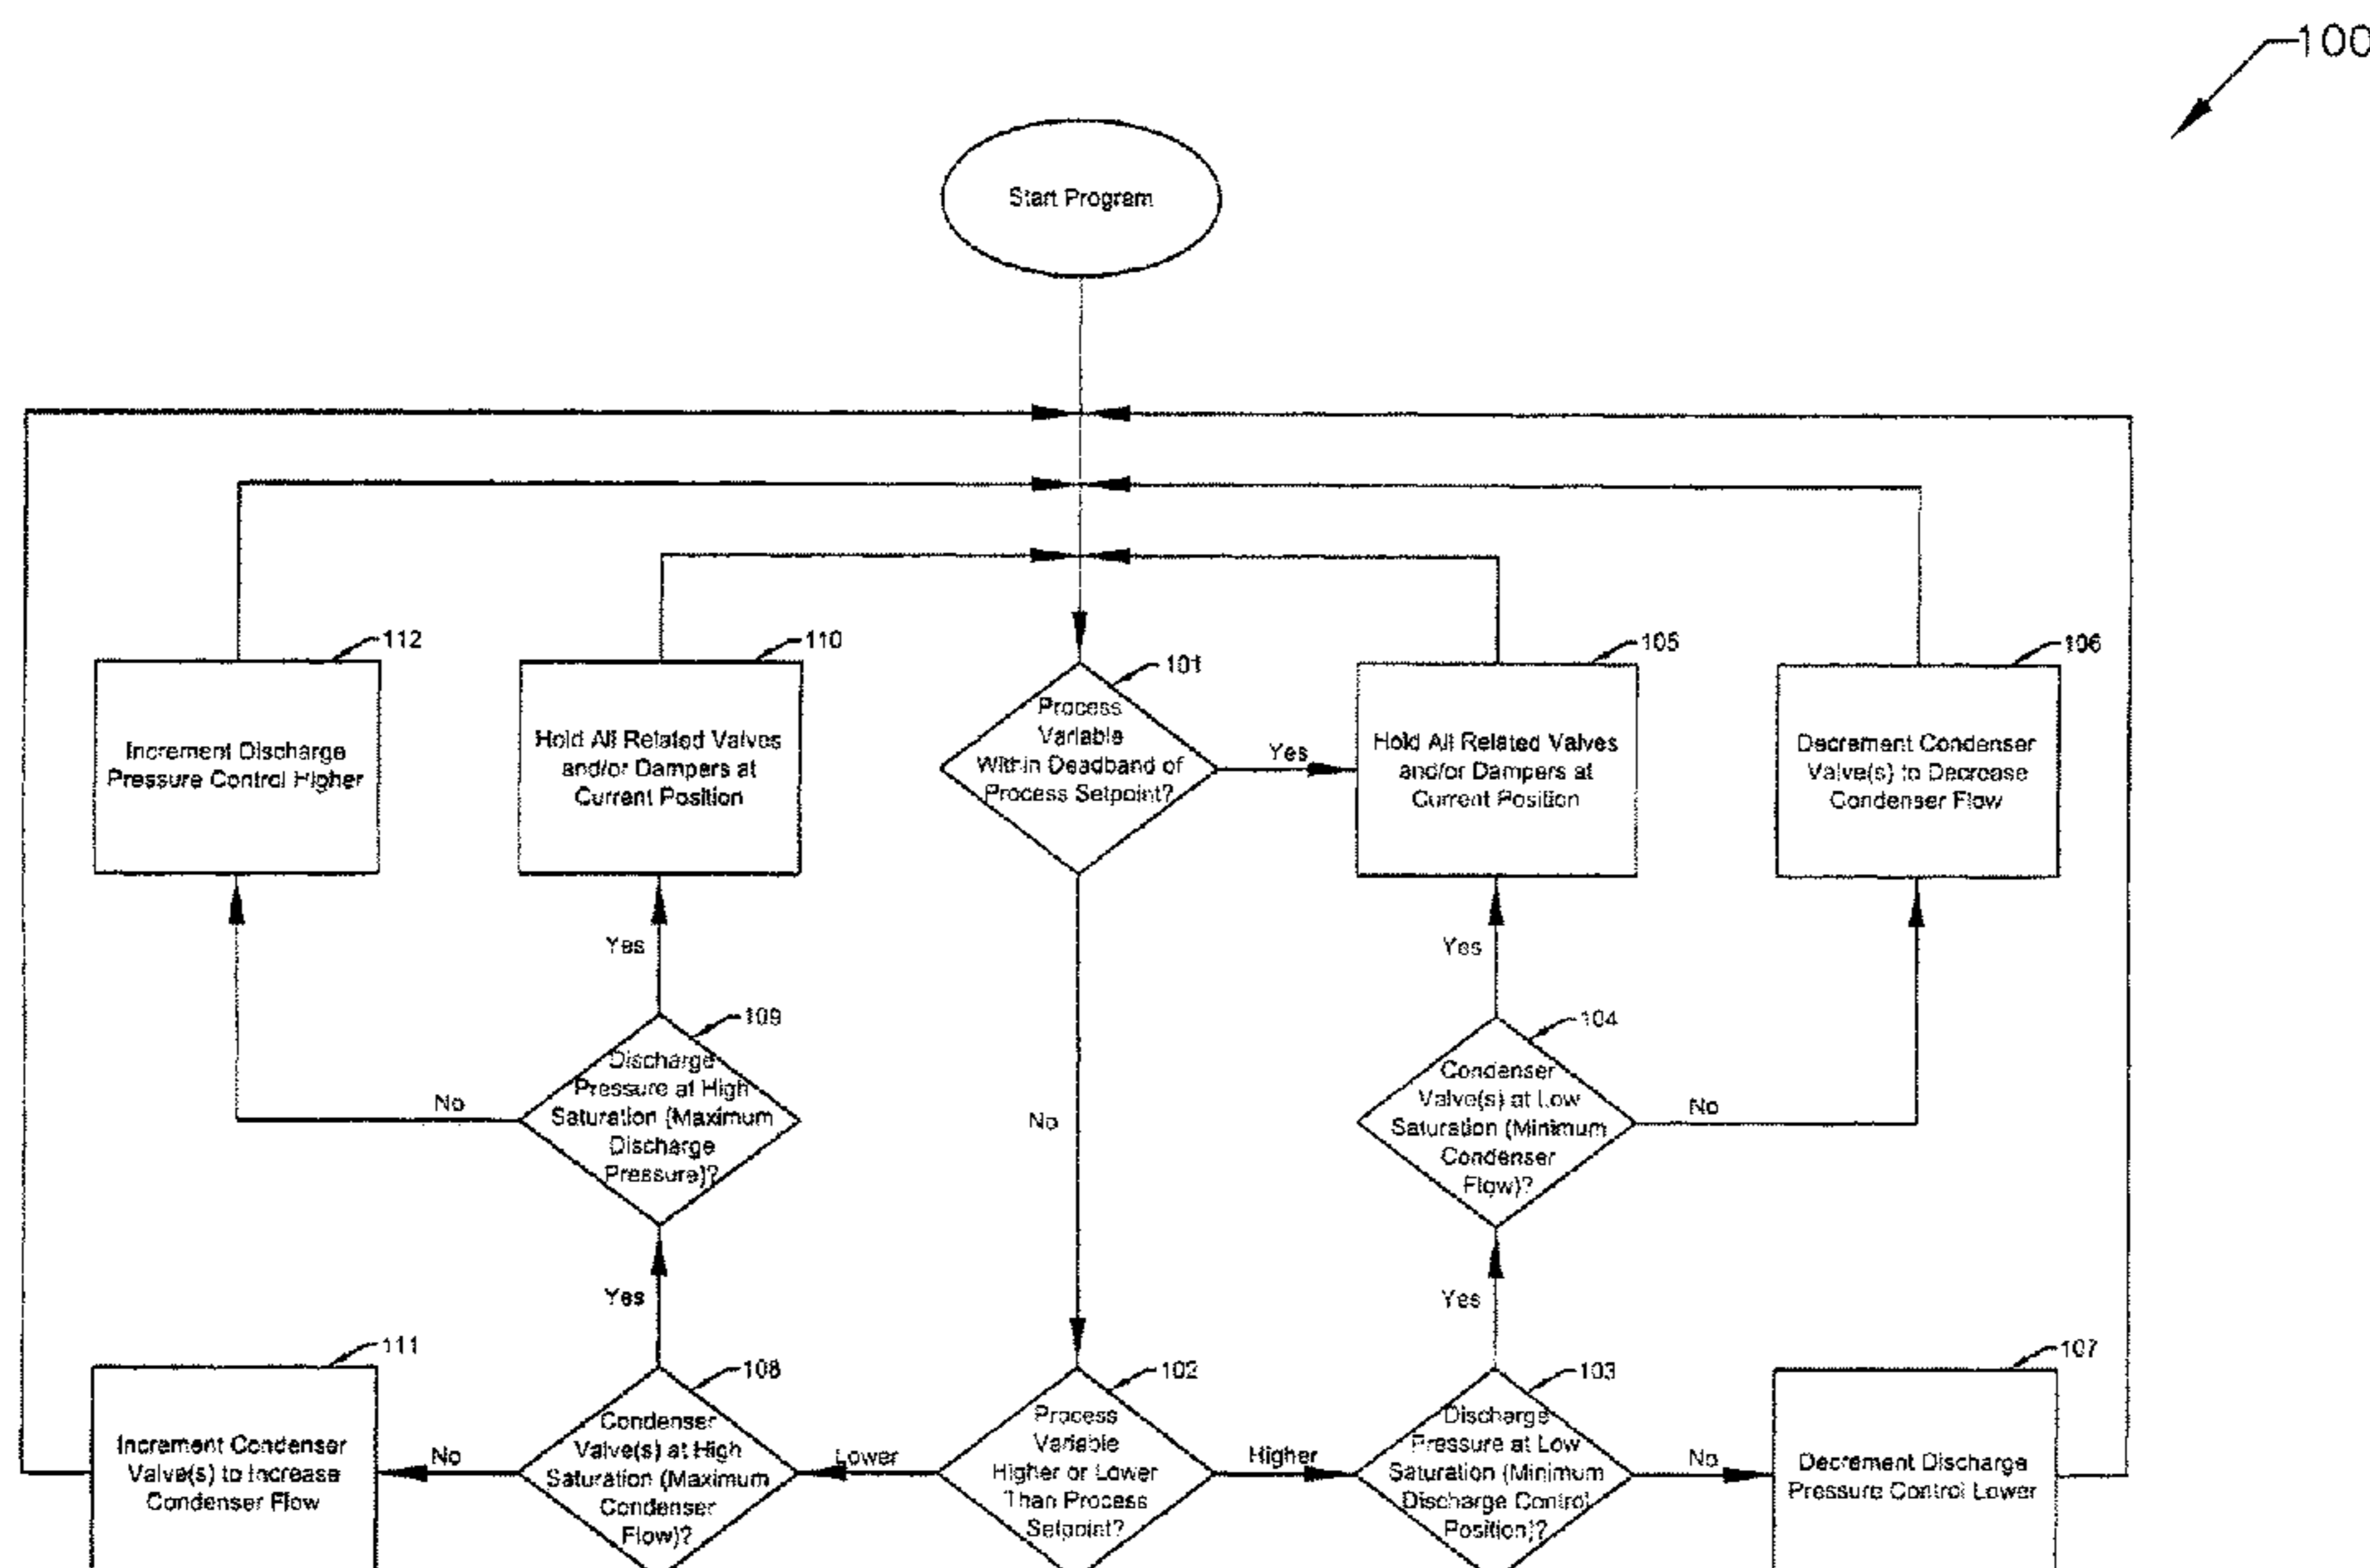 100
Start Program
112
Increment Discharge
Pressure Control Higher
110
Hold All Related Valves
and/or Dampers at
Current Position
101
Process
Variable
Within Deadband of
Process Setpoint?
Yes
105
Hold All Related Valves
and/or Dampers at
Current Position
106
Decrement Condenser
Valve(s) to Decrease
Condenser Flow
Yes
No
Yes
109
Discharge
Pressure at High
Saturation (Maximum
Discharge
Pressure)?
No
104
Condenser
Valve(s) at Low
Saturation (Minimum
Condenser
Flow)?
No
Yes
Yes
111
Increment Condenser
Valve(s) to Increase
Condenser Flow
No
108
Condenser
Valve(s) at High
Saturation (Maximum
Condenser
Flow)?
Lower
102
Process
Variable
Higher or Lower
Than Process
Setpoint?
Higher
103
Discharge
Pressure at Low
Saturation (Minimum
Discharge Control
Position)?
No
107
Decrement Discharge
Pressure Control Lower